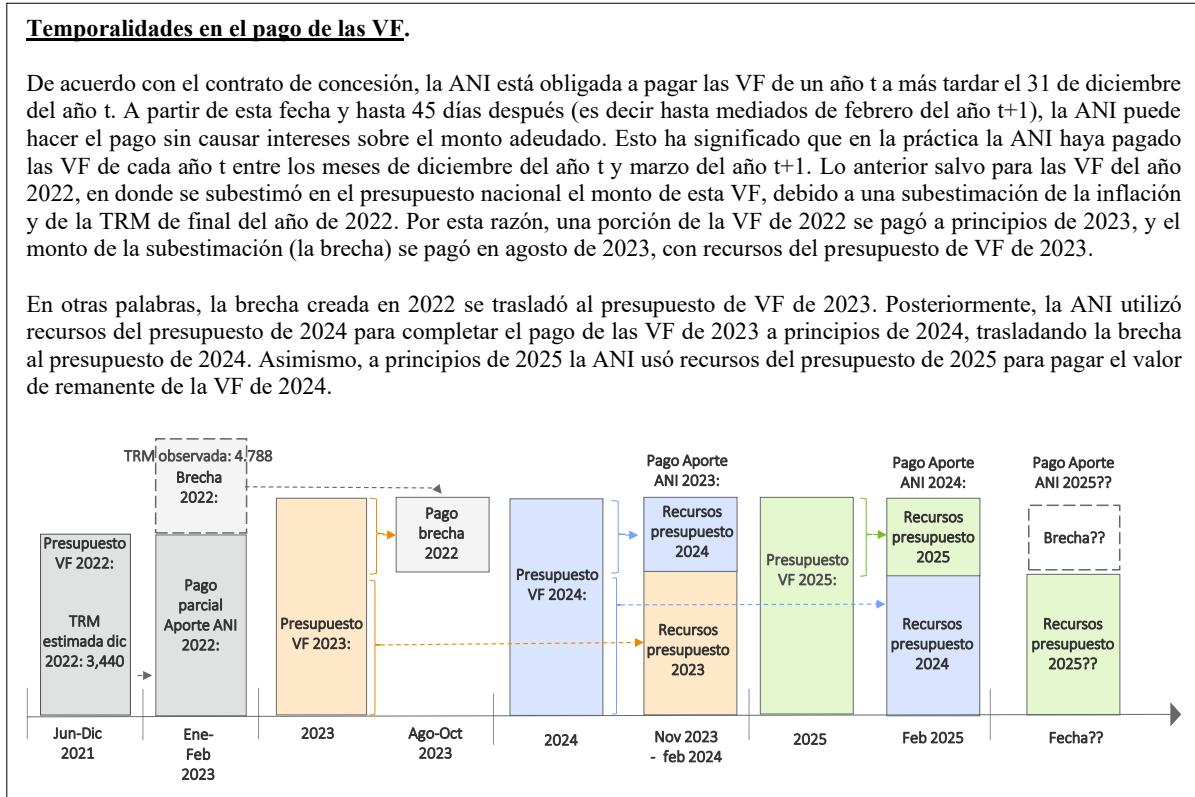 Temporalidades en el pago de las VF.
De acuerdo con el contrato de concesión, la ANI está obligada a pagar las VF de un año t a más tardar el 31 de diciembre
del año t. A partir de esta fecha y hasta 45 días después (es decir hasta mediados de febrero del año t+1), la ANI puede
hacer el pago sin causar intereses sobre el monto adeudado. Esto ha significado que en la práctica la ANI haya pagado
las VF de cada año t entre los meses de diciembre del año t y marzo del año t+1. Lo anterior salvo para las VF del año
2022, en donde se subestimó en el presupuesto nacional el monto de esta VF, debido a una subestimación de la inflación
y de la TRM de final del año de 2022. Por esta razón, una porción de la VF de 2022 se pagó a principios de 2023, y el
monto de la subestimación (la brecha) se pagó en agosto de 2023, con recursos del presupuesto de VF de 2023.
En otras palabras, la brecha creada en 2022 se trasladó al presupuesto de VF de 2023. Posteriormente, la ANI utilizó
recursos del presupuesto de 2024 para completar el pago de las VF de 2023 a principios de 2024, trasladando la brecha
al presupuesto de 2024. Asimismo, a principios de 2025 la ANI usó recursos del presupuesto de 2025 para pagar el valor
de remanente de la VF de 2024.
Presupuesto
VF 2022:
TRM
estimada dic
2022: 3,440
TRM observada: 4.788
Brecha
2022:
Pago
parcial
Aporte ANI
2022:
Presupuesto
VF 2023:
Pago
brecha
2022
Presupuesto
VF 2024:
Pago Aporte
ANI 2023:
Recursos
presupuesto
2024
Recursos
presupuesto
2023
Presupuesto
VF 2025:
Pago Aporte
ANI 2024:
Recursos
presupuesto
2025
Recursos
presupuesto
2024
Pago Aporte
ANI 2025??
Brecha??
Recursos
presupuesto
2025??
Jun-Dic
2021
Ene-
Feb
2023
2023
Ago-Oct
2023
2024
Nov 2023
- feb 2024
2025
Feb 2025
Fecha??